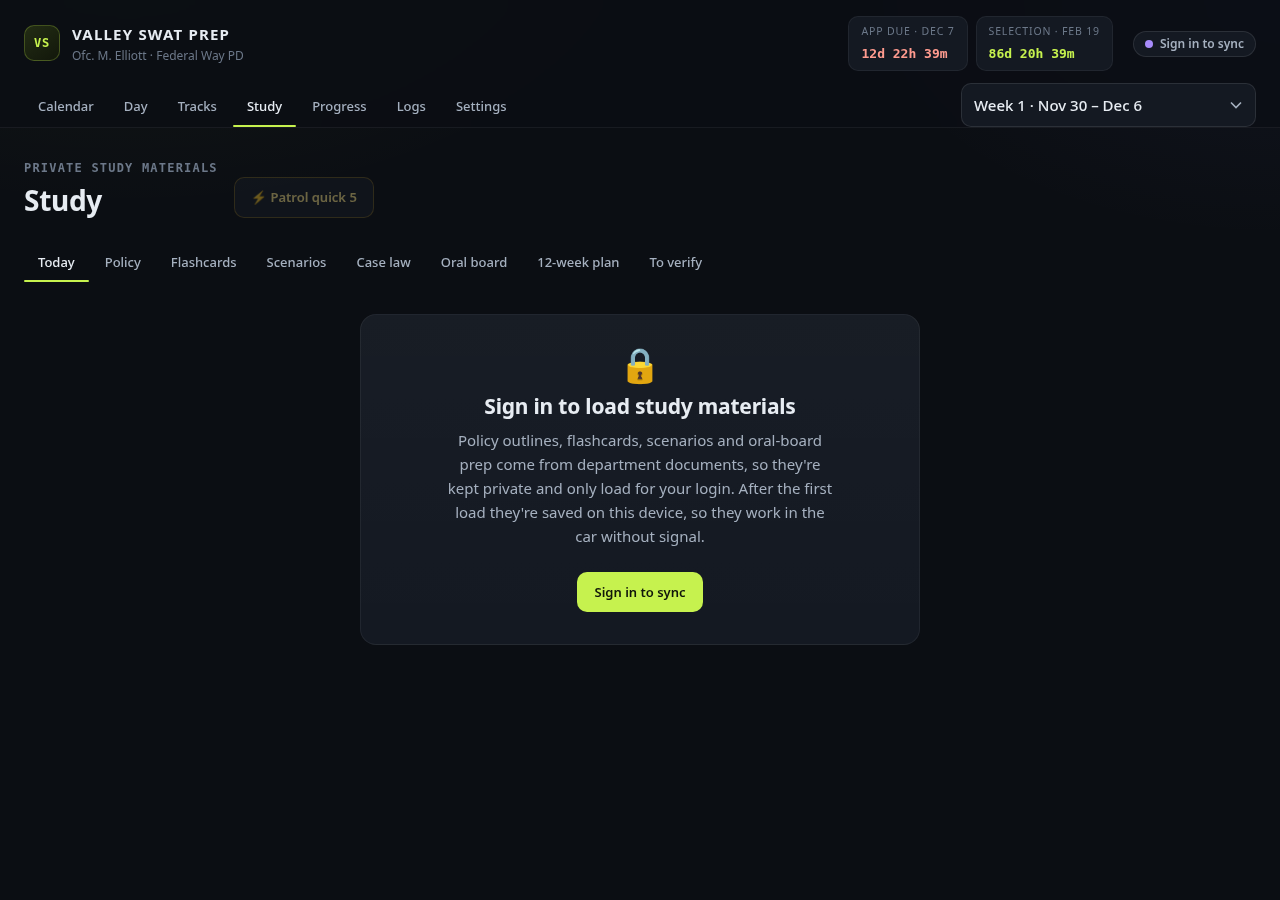 VS
VALLEY SWAT PREP
Ofc. M. Elliott · Federal Way PD
APP DUE · DEC 7
12d 22h 39m
SELECTION · FEB 19
86d 20h 39m
Sign in to sync
Calendar
Day
Tracks
Study
Progress
Logs
Settings
Week 1 · Nov 30 – Dec 6
PRIVATE STUDY MATERIALS
Study
⚡ Patrol quick 5
Today
Policy
Flashcards
Scenarios
Case law
Oral board
12-week plan
To verify
Sign in to load study materials
Policy outlines, flashcards, scenarios and oral-board
prep come from department documents, so they're
kept private and only load for your login. After the first
load they're saved on this device, so they work in the
car without signal.
Sign in to sync